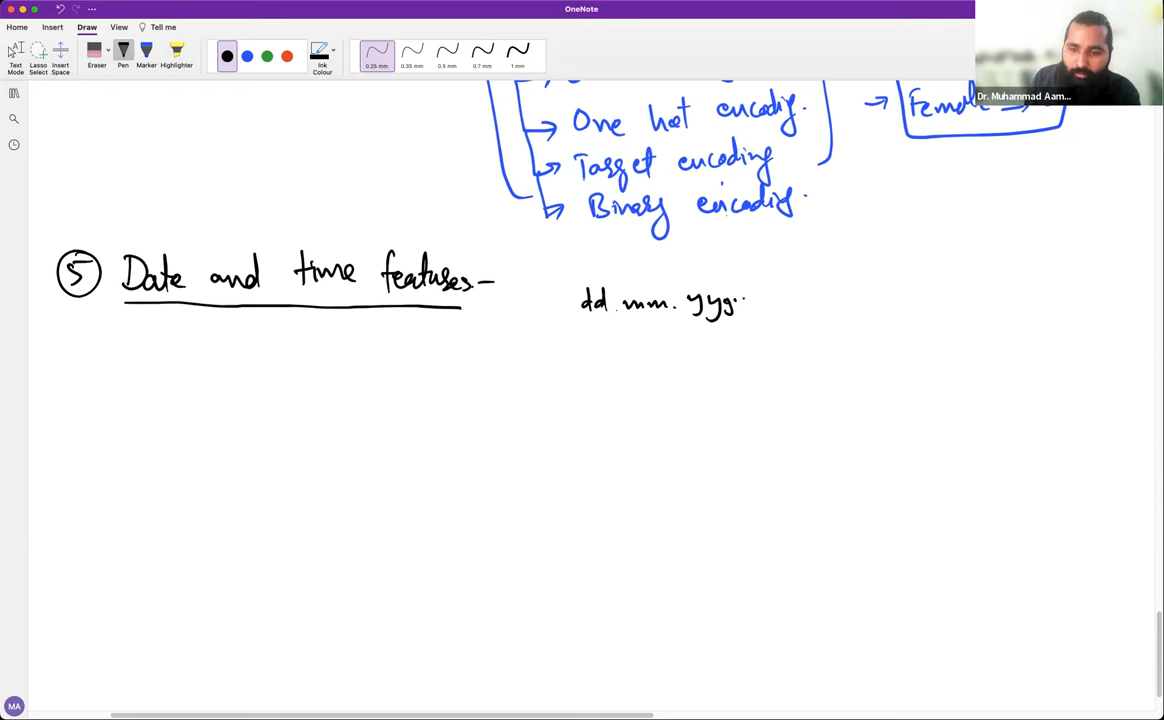 OneNote
Home Insert Draw View Tell me
Text Mode
Lasso Select
Insert Space
Eraser
Pen
Marker
Highlighter
Ink Colour
0.25 mm 0.35 mm 0.5 mm 0.7 mm 1 mm
Dr. Muhammad Aam...
→ One hot encodig.
→ Female →
→ Target encoding
→ Binary encodig.
5 Date and time features.-
dd.mm.yyy..
MA